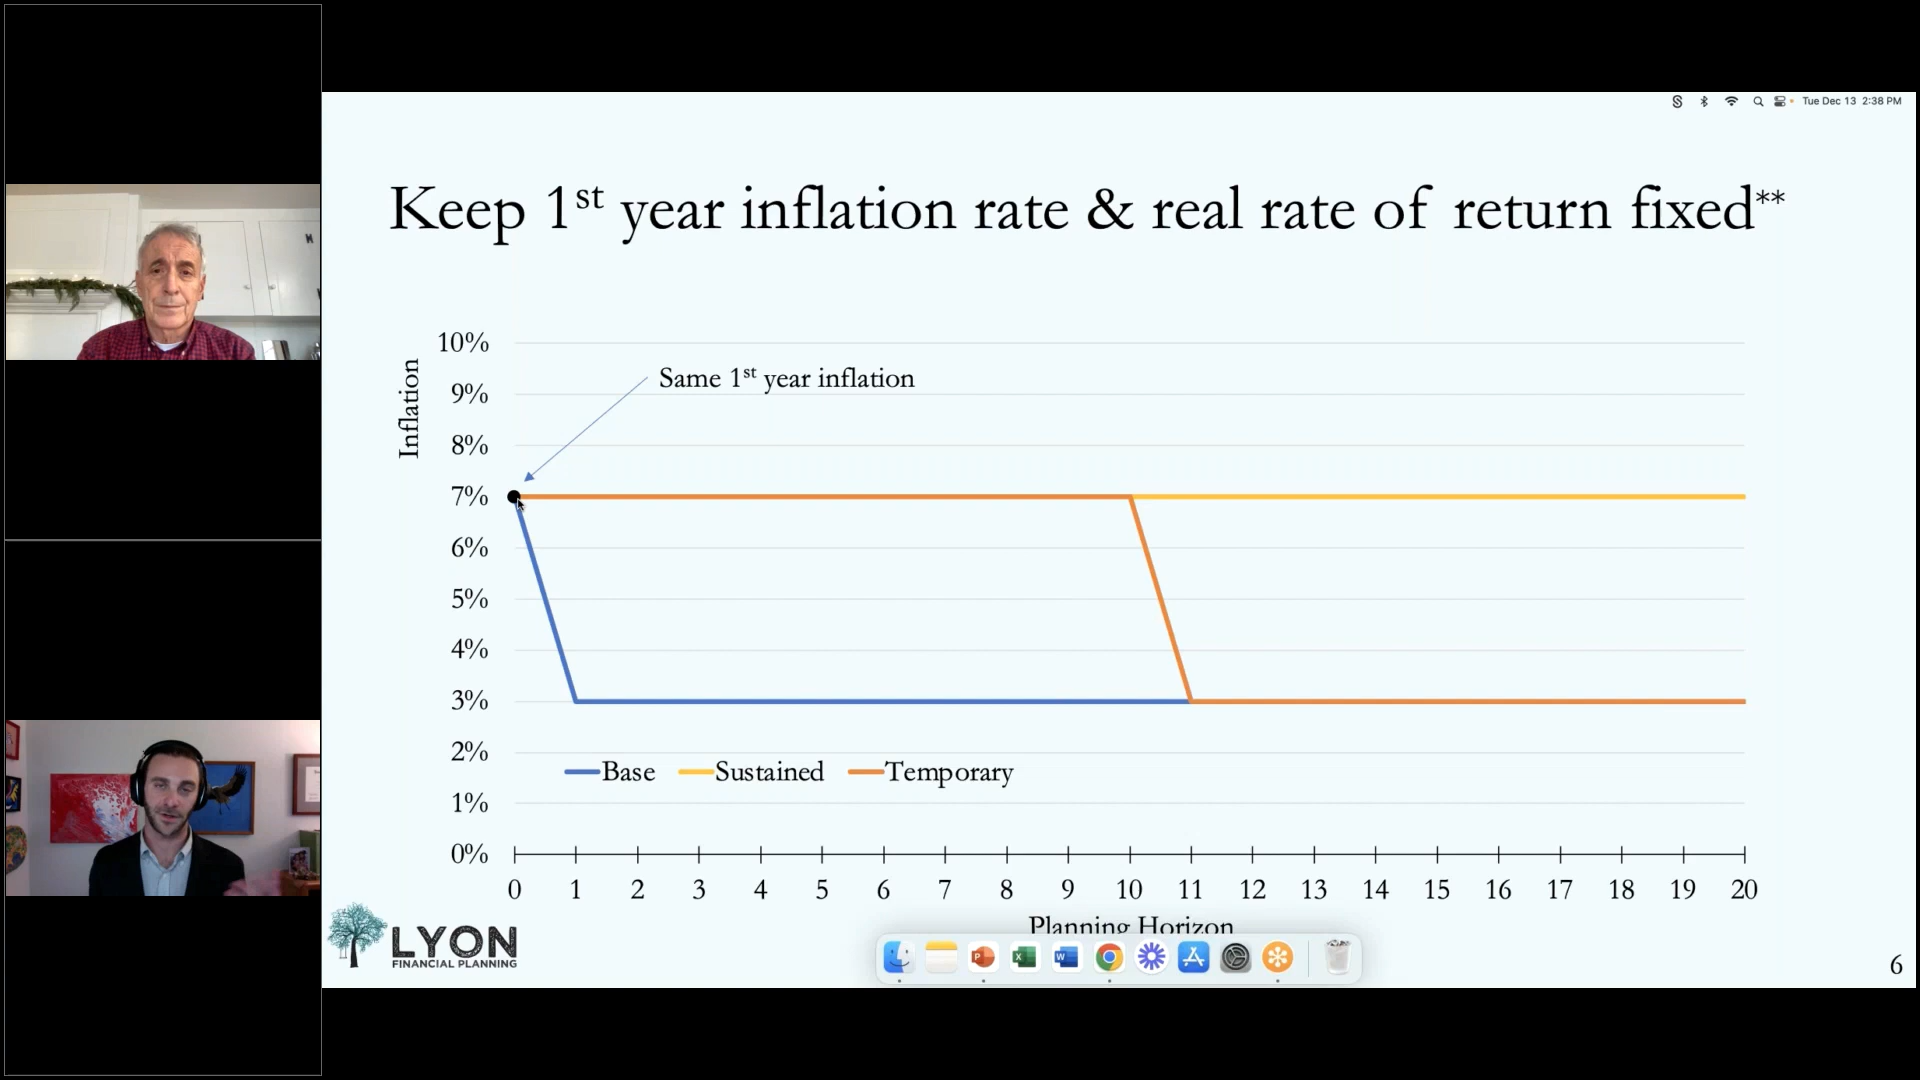 Tue Dec 13 2:38 PM
Keep 1st year inflation rate & real rate of return fixed**
Inflation
10%
9%
8%
7%
6%
5%
4%
3%
2%
1%
0%
Same 1st year inflation
Base Sustained Temporary
0 1 2 3 4 5 6 7 8 9 10 11 12 13 14 15 16 17 18 19 20
Planning Horizon
LYON
FINANCIAL PLANNING
6